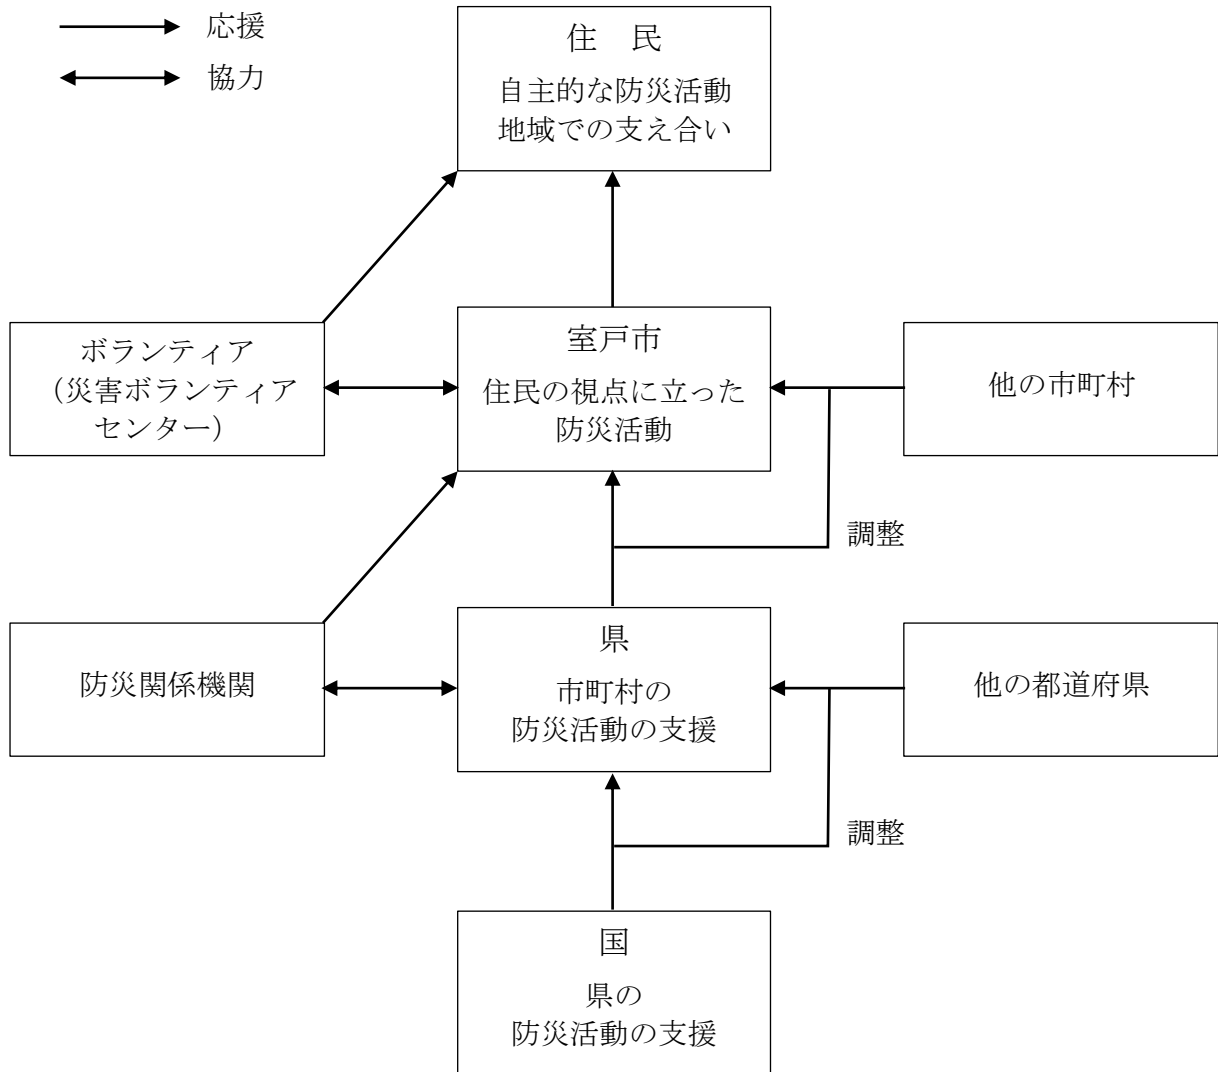 応援
協力
住　民
自主的な防災活動
地域での支え合い
ボランティア
（災害ボランティア
センター）
室戸市
住民の視点に立った
防災活動
他の市町村
調整
防災関係機関
県
市町村の
防災活動の支援
他の都道府県
調整
国
県の
防災活動の支援